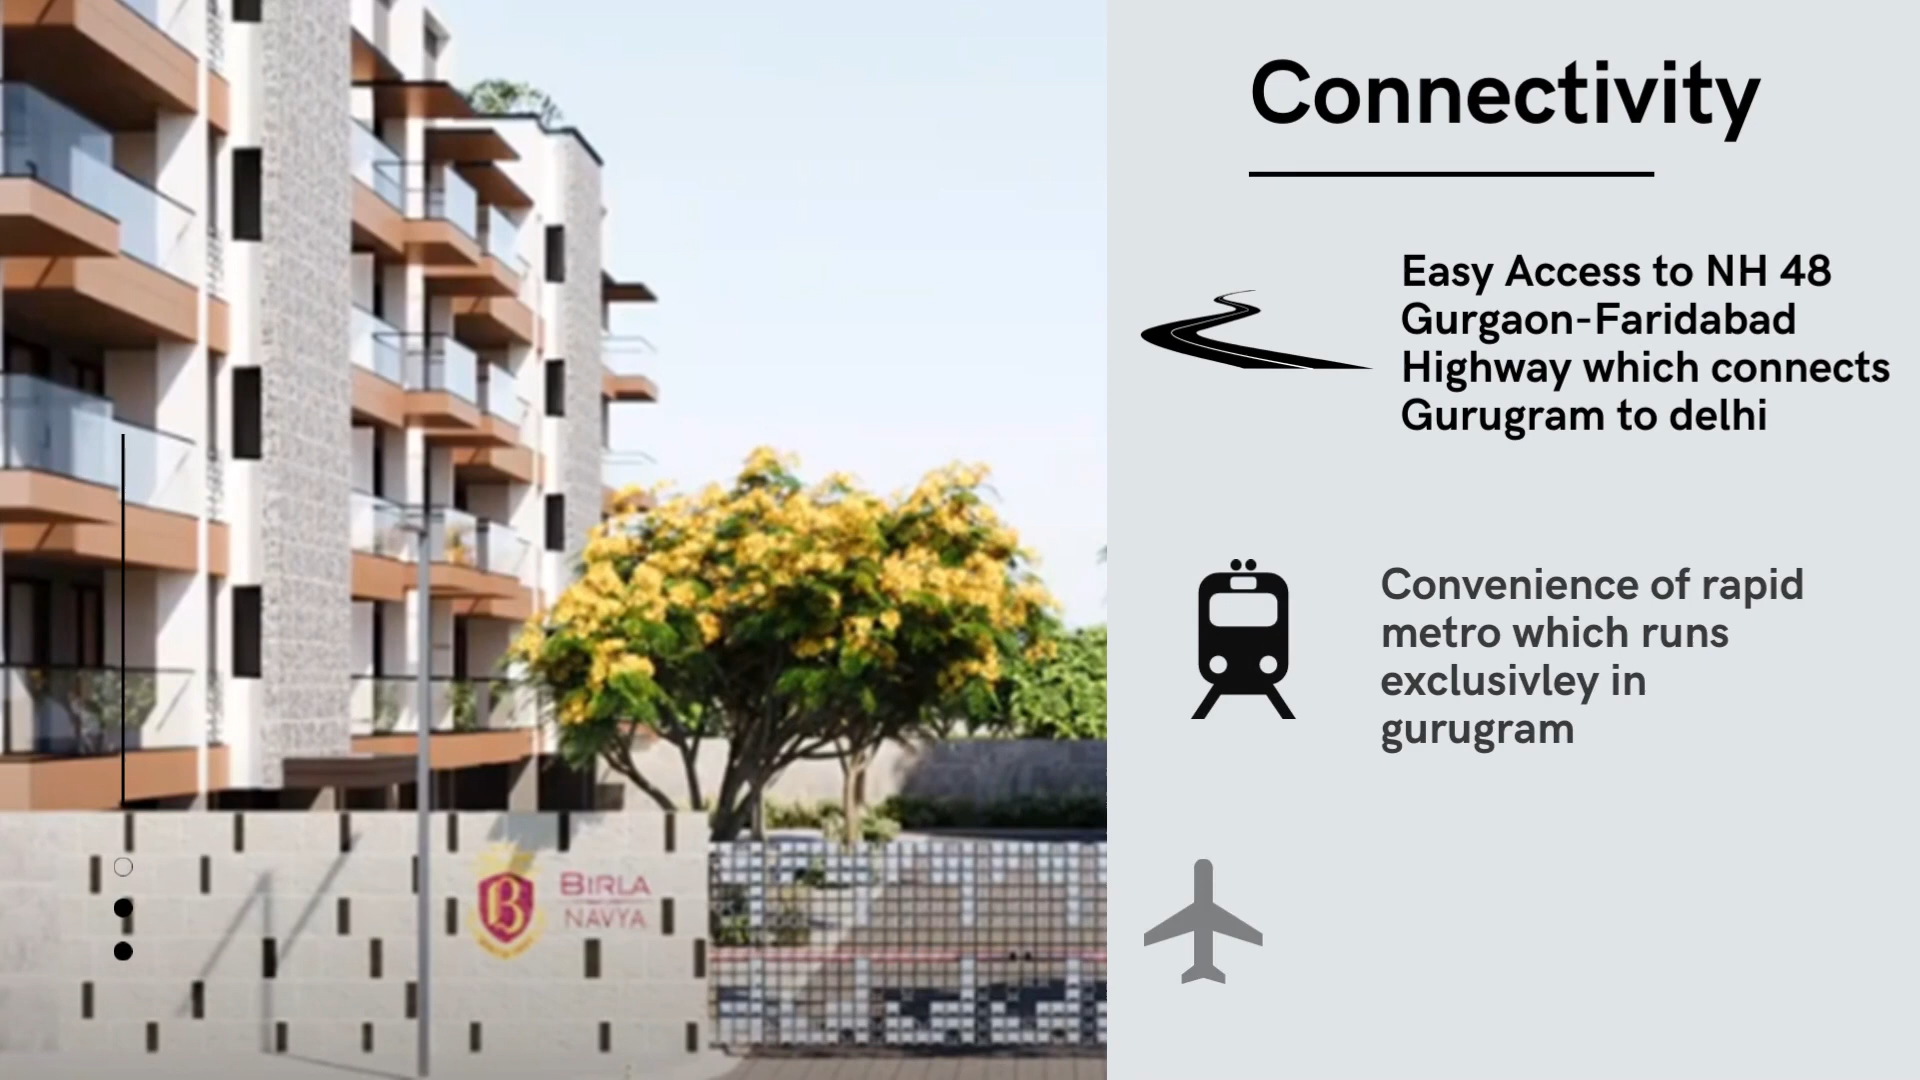 Connectivity
Easy Access to NH 48
Gurgaon-Faridabad
Highway which connects
Gurugram to delhi
Convenience of rapid
metro which runs
exclusivley in
gurugram
B
BIRLA
NAVYA